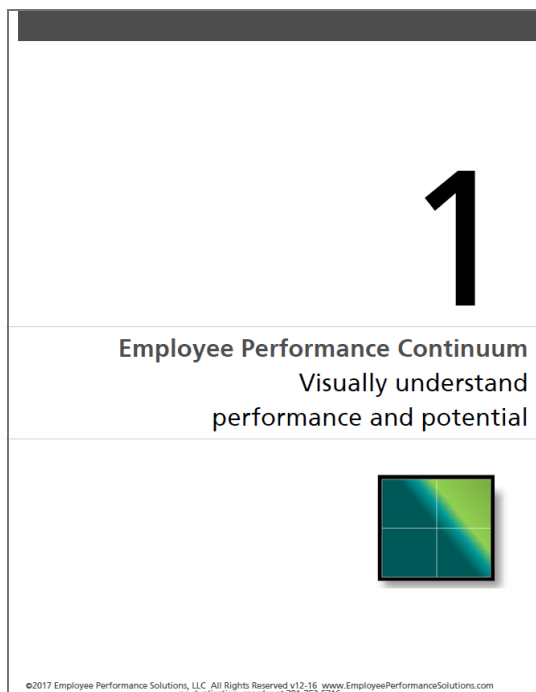 1
Employee Performance Continuum
Visually understand
performance and potential
©2017 Employee Performance Solutions, LLC All Rights Reserved v12-16 www.EmployeePerformanceSolutions.com